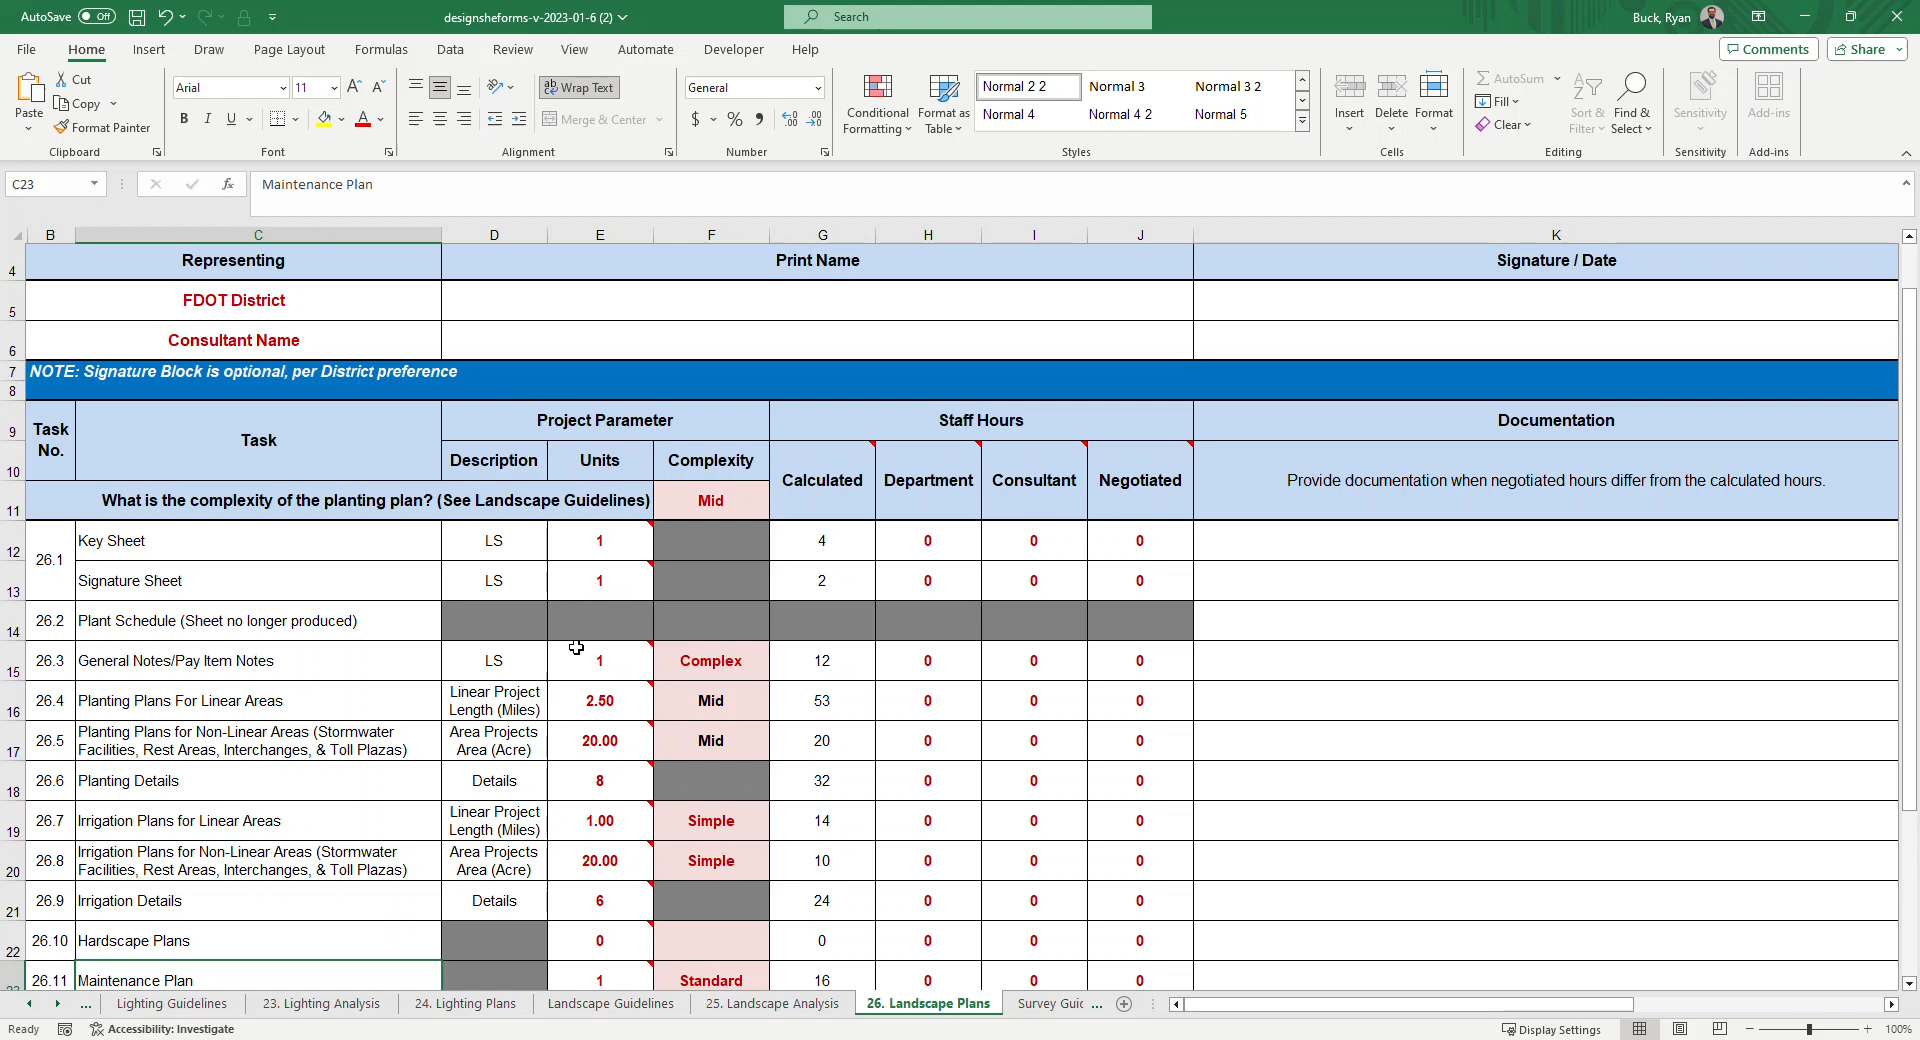 AutoSave Off designsheforms-v-2023-01-6 (2) Search Buck, Ryan
File Home Insert Draw Page Layout Formulas Data Review View Automate Developer Help Comments Share
Paste Cut Copy Format Painter Clipboard
Arial 11 B I U Font
Wrap Text Merge & Center Alignment
General $ % Number
Conditional Formatting Format as Table
Normal 2 2 Normal 3 Normal 3 2
Normal 4 Normal 4 2 Normal 5
Styles
Insert Delete Format Cells
AutoSum Fill Clear Sort & Filter Find & Select Editing
Sensitivity Sensitivity
Add-ins Add-ins
C23 fx Maintenance Plan
B C D E F G H I J K
4 Representing Print Name Signature / Date
5 FDOT District
6 Consultant Name
7 NOTE: Signature Block is optional, per District preference
8
9 Task No. Task Project Parameter Staff Hours Documentation
10 Description Units Complexity Calculated Department Consultant Negotiated Provide documentation when negotiated hours differ from the calculated hours.
11 What is the complexity of the planting plan? (See Landscape Guidelines) Mid
12 26.1 Key Sheet LS 1 4 0 0 0
13 Signature Sheet LS 1 2 0 0 0
14 26.2 Plant Schedule (Sheet no longer produced)
15 26.3 General Notes/Pay Item Notes LS 1 Complex 12 0 0 0
16 26.4 Planting Plans For Linear Areas Linear Project Length (Miles) 2.50 Mid 53 0 0 0
17 26.5 Planting Plans for Non-Linear Areas (Stormwater Facilities, Rest Areas, Interchanges, & Toll Plazas) Area Projects Area (Acre) 20.00 Mid 20 0 0 0
18 26.6 Planting Details Details 8 32 0 0 0
19 26.7 Irrigation Plans for Linear Areas Linear Project Length (Miles) 1.00 Simple 14 0 0 0
20 26.8 Irrigation Plans for Non-Linear Areas (Stormwater Facilities, Rest Areas, Interchanges, & Toll Plazas) Area Projects Area (Acre) 20.00 Simple 10 0 0 0
21 26.9 Irrigation Details Details 6 24 0 0 0
22 26.10 Hardscape Plans 0 0 0 0 0
26.11 Maintenance Plan 1 Standard 16 0 0 0
... Lighting Guidelines 23. Lighting Analysis 24. Lighting Plans Landscape Guidelines 25. Landscape Analysis 26. Landscape Plans Survey Guic ...
Ready Accessibility: Investigate Display Settings 100%